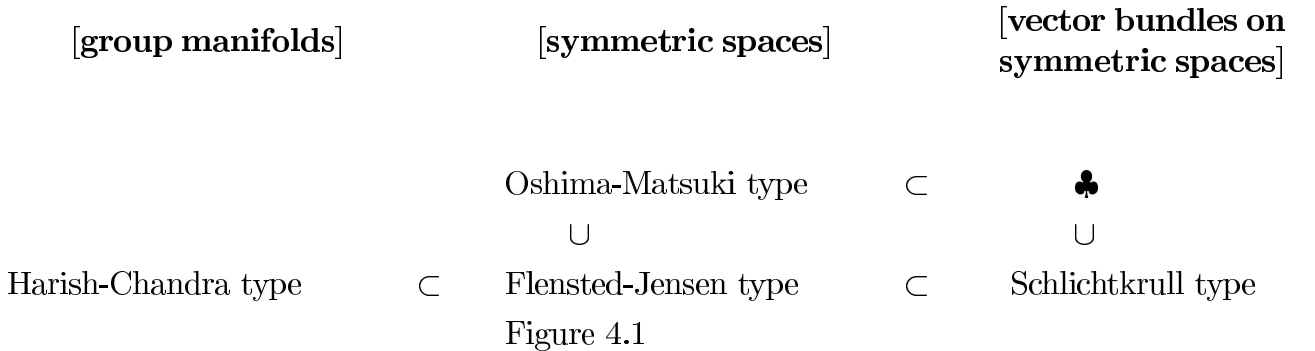 [group manifolds] [symmetric spaces] [vector bundles on
symmetric spaces]
Oshima-Matsuki type ⊂ ♣
∪ ∪
Harish-Chandra type ⊂ Flensted-Jensen type ⊂ Schlichtkrull type
Figure 4.1